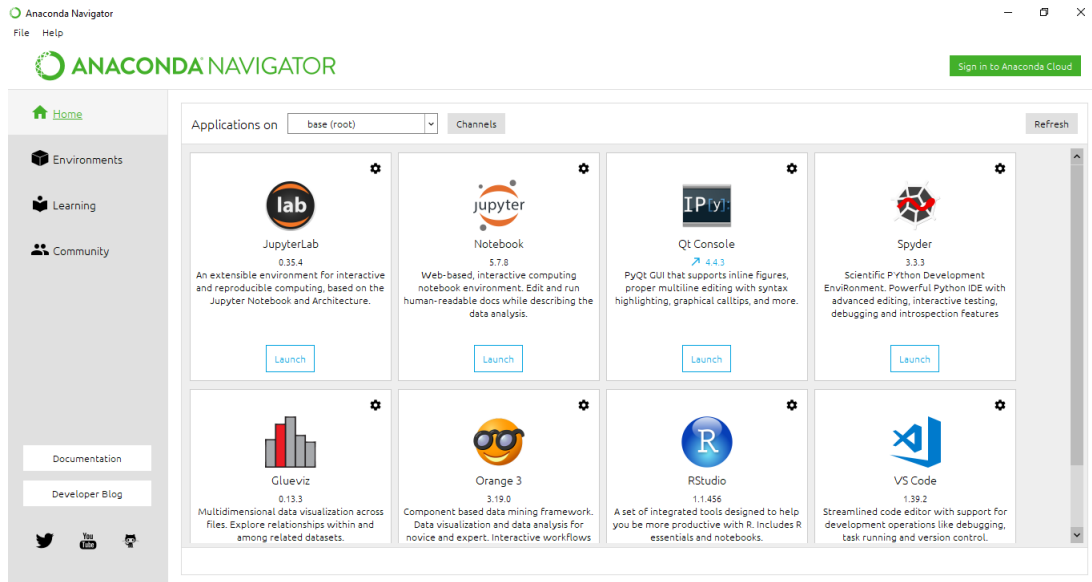 Anaconda Navigator
File Help
ANACONDA NAVIGATOR
Sign in to Anaconda Cloud
Home
Environments
Learning
Community
Documentation
Developer Blog
You
Tube
Applications on base (root) Channels Refresh
lab
JupyterLab
0.35.4
An extensible environment for interactive
and reproducible computing, based on the
Jupyter Notebook and Architecture.
Launch
jupyter
Notebook
5.7.8
Web-based, interactive computing
notebook environment. Edit and run
human-readable docs while describing the
data analysis.
Launch
IP[y]:
Qt Console
4.4.3
PyQt GUI that supports inline figures,
proper multiline editing with syntax
highlighting, graphical calltips, and more.
Launch
Spyder
3.3.3
Scientific PYthon Development
EnviRonment. Powerful Python IDE with
advanced editing, interactive testing,
debugging and introspection features
Launch
Glueviz
0.13.3
Multidimensional data visualization across
files. Explore relationships within and
among related datasets.
Orange 3
3.19.0
Component based data mining framework.
Data visualization and data analysis for
novice and expert. Interactive workflows
R
RStudio
1.1.456
A set of integrated tools designed to help
you be more productive with R. Includes R
essentials and notebooks.
VS Code
1.39.2
Streamlined code editor with support for
development operations like debugging,
task running and version control.